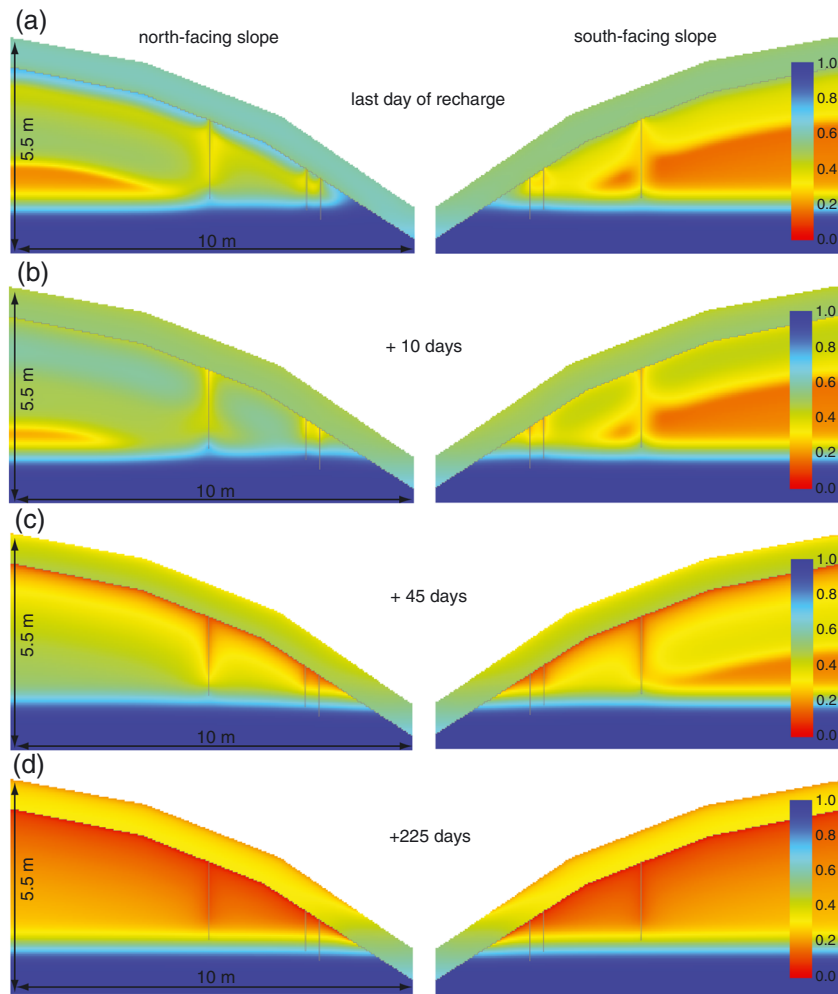 (a)
north-facing slope
south-facing slope
last day of recharge
5.5 m
10 m
1.0
0.8
0.6
0.4
0.2
0.0
(b)
+ 10 days
5.5 m
10 m
1.0
0.8
0.6
0.4
0.2
0.0
(c)
+ 45 days
5.5 m
10 m
1.0
0.8
0.6
0.4
0.2
0.0
(d)
+225 days
5.5 m
10 m
1.0
0.8
0.6
0.4
0.2
0.0